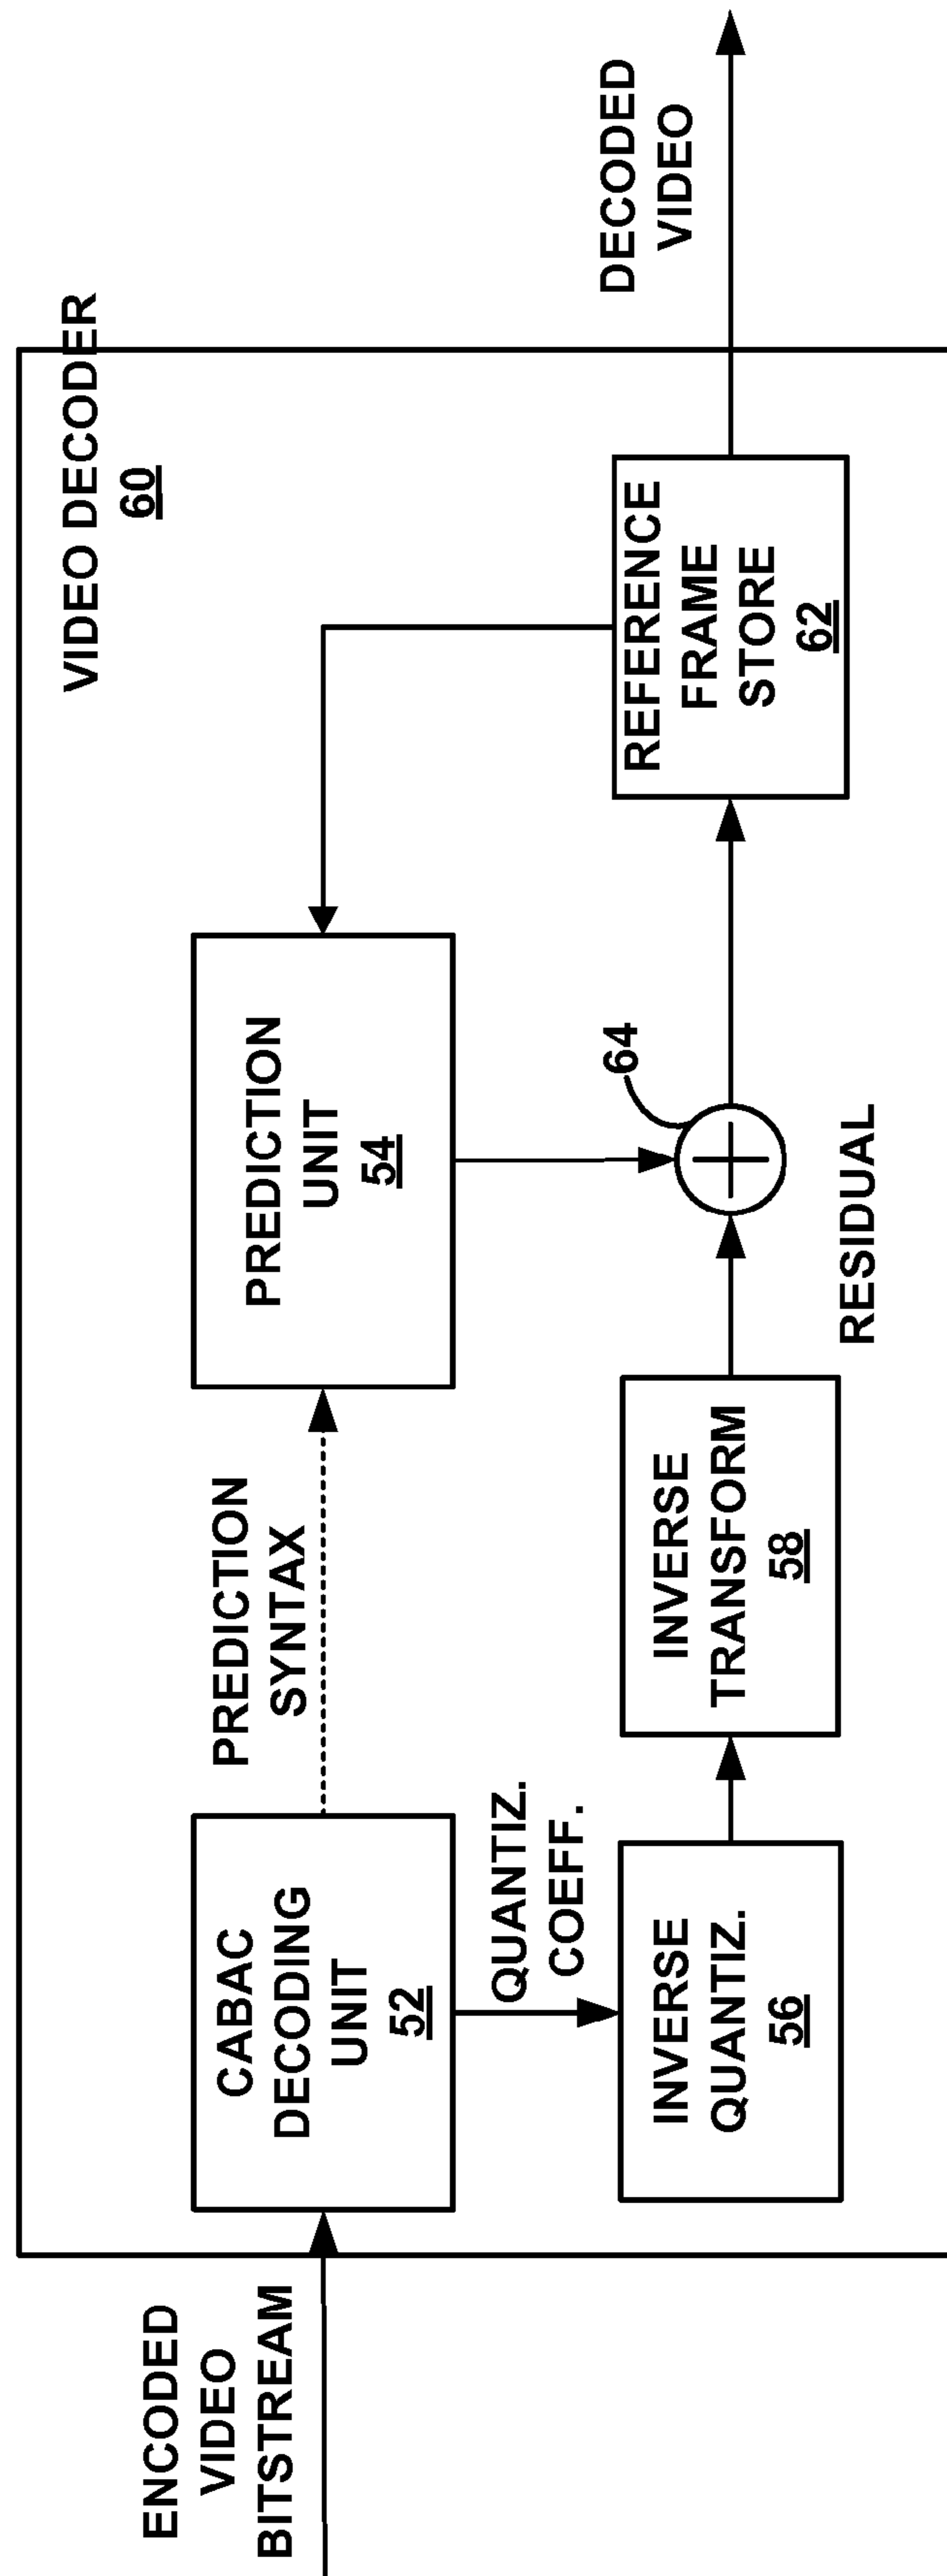 VIDEO DECODER
60
ENCODED
VIDEO
BITSTREAM
CABAC
DECODING
UNIT
52
PREDICTION
SYNTAX
PREDICTION
UNIT
54
QUANTIZ.
COEFF.
INVERSE
QUANTIZ.
56
INVERSE
TRANSFORM
58
RESIDUAL
64
REFERENCE
FRAME
STORE
62
DECODED
VIDEO